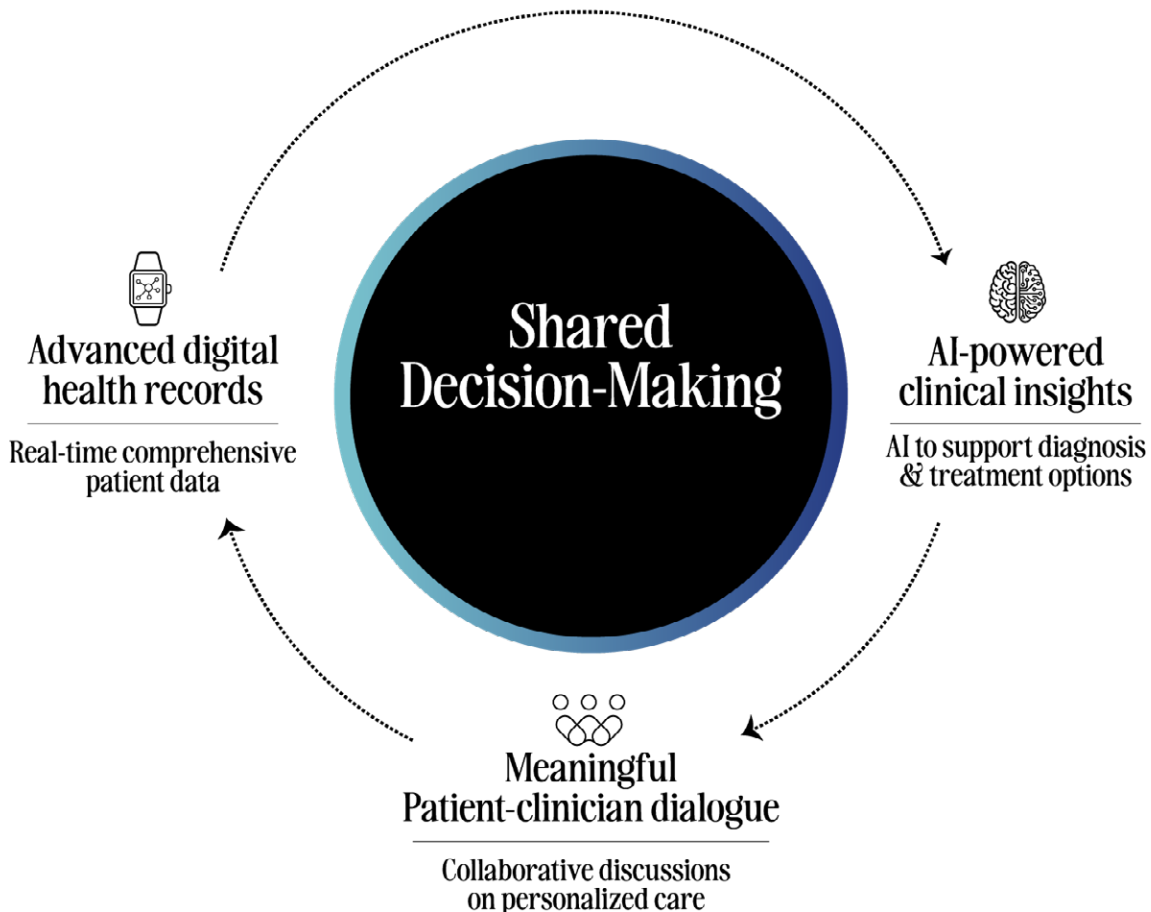 Shared
Decision-Making
Advanced digital
health records
Real-time comprehensive
patient data
AI-powered
clinical insights
AI to support diagnosis
& treatment options
Meaningful
Patient-clinician dialogue
Collaborative discussions
on personalized care